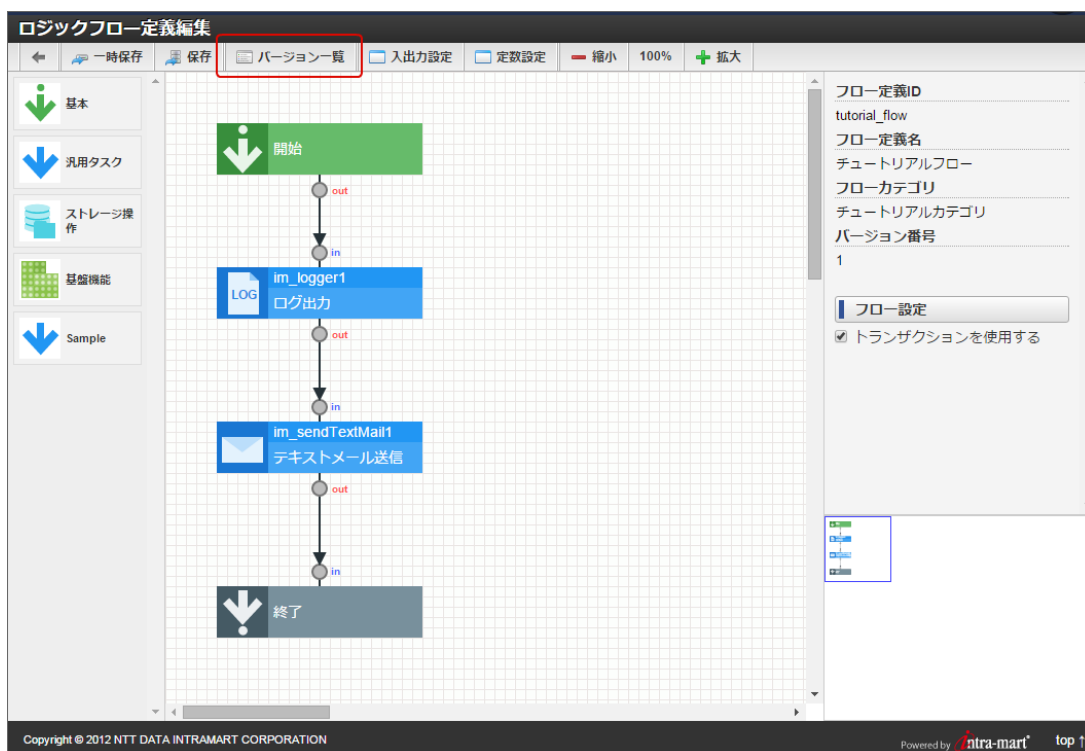 ロジックフロー定義編集
一時保存 保存 バージョン一覧 入出力設定 定数設定 縮小 100% 拡大
基本
汎用タスク
ストレージ操
作
基盤機能
Sample
開始
out
in
im_logger1
LOG
ログ出力
out
in
im_sendTextMail1
テキストメール送信
out
in
終了
フロー定義ID
tutorial_flow
フロー定義名
チュートリアルフロー
フローカテゴリ
チュートリアルカテゴリ
バージョン番号
1
フロー設定
トランザクションを使用する
Copyright © 2012 NTT DATA INTRAMART CORPORATION
Powered by intra-mart
top ↑